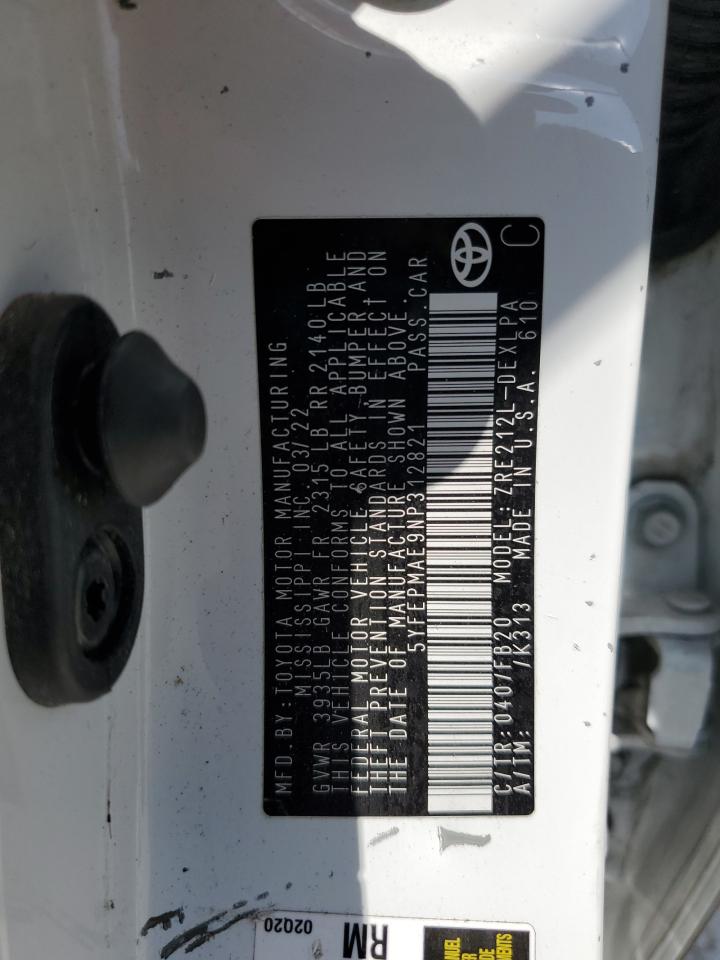 MFD.BY:TOYOTA MOTOR MANUFACTURING
MISSISSIPPI INC. 03/22
GVWR 3935LB GAWR FR 2315 LB RR 2140 LB
THIS VEHICLE CONFORMS TO ALL APPLICABLE
FEDERAL MOTOR VEHICLE SAFETY BUMPER, AND
THEFT PREVENTION STANDARDS IN EFFECT ON
THE DATE OF MANUFACTURE SHOWN ABOVE.
5YFEPMAE9NP312821 PASS.CAR
C/TR: 040/FB20 MODEL: ZRE212L-DEXLPA
A/TM: /K313 MADE IN U.S.A. 610
C
02Q20
RM